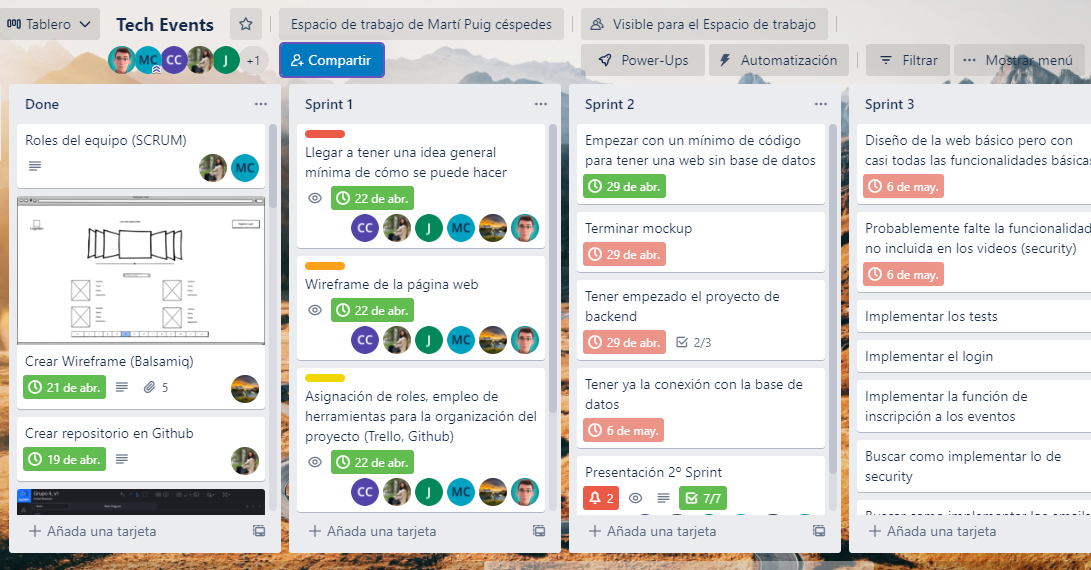 Tablero
Tech Events
Espacio de trabajo de Martí Puig céspedes
Visible para el Espacio de trabajo
MC
CC
J
+1
Compartir
Power-Ups
Automatización
Filtrar
Mostrar menú
Done
Roles del equipo (SCRUM)
MC
Crear Wireframe (Balsamiq)
21 de abr.
5
Crear repositorio en Github
19 de abr.
Grupo 4, v1
Añada una tarjeta
Sprint 1
Llegar a tener una idea general
mínima de cómo se puede hacer
22 de abr.
CC
J
MC
Wireframe de la página web
22 de abr.
CC
J
MC
Asignación de roles, empleo de
herramientas para la organización del
proyecto (Trello, Github)
22 de abr.
CC
J
MC
Añada una tarjeta
Sprint 2
Empezar con un mínimo de código
para tener una web sin base de datos
29 de abr.
Terminar mockup
29 de abr.
Tener empezado el proyecto de
backend
29 de abr.
2/3
Tener ya la conexión con la base de
datos
6 de may.
Presentación 2º Sprint
2
7/7
Añada una tarjeta
Sprint 3
Diseño de la web básico pero con
casi todas las funcionalidades básicas
6 de may.
Probablemente falte la funcionalidad
no incluida en los videos (security)
6 de may.
Implementar los tests
Implementar el login
Implementar la función de
inscripción a los eventos
Buscar como implementar lo de
security
Buscar como implementar los emails
Añada una tarjeta